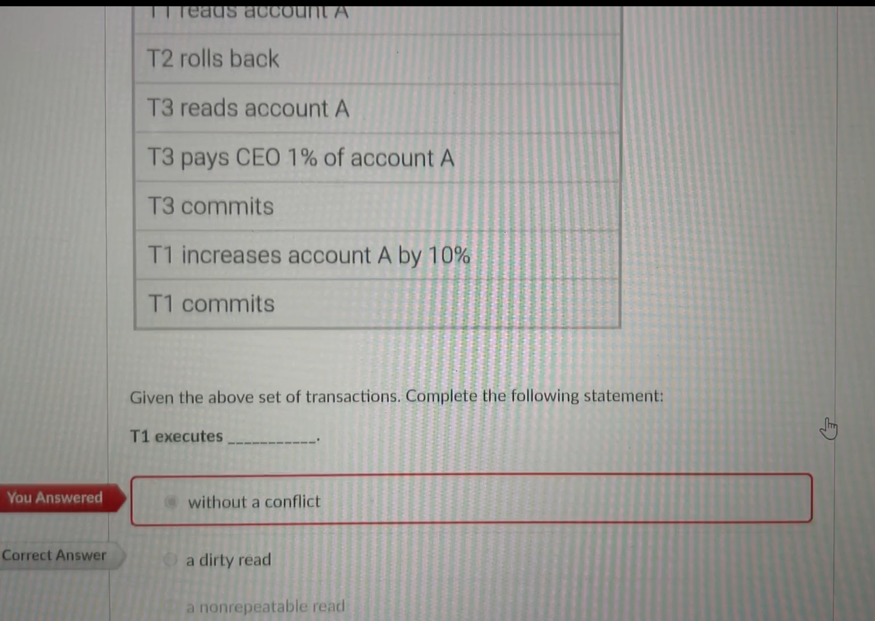 T1 reads account A
T2 rolls back
T3 reads account A
T3 pays CEO 1% of account A
T3 commits
T1 increases account A by 10%
T1 commits
Given the above set of transactions. Complete the following statement:
T1 executes ___________.
You Answered
without a conflict
Correct Answer
a dirty read
a nonrepeatable read